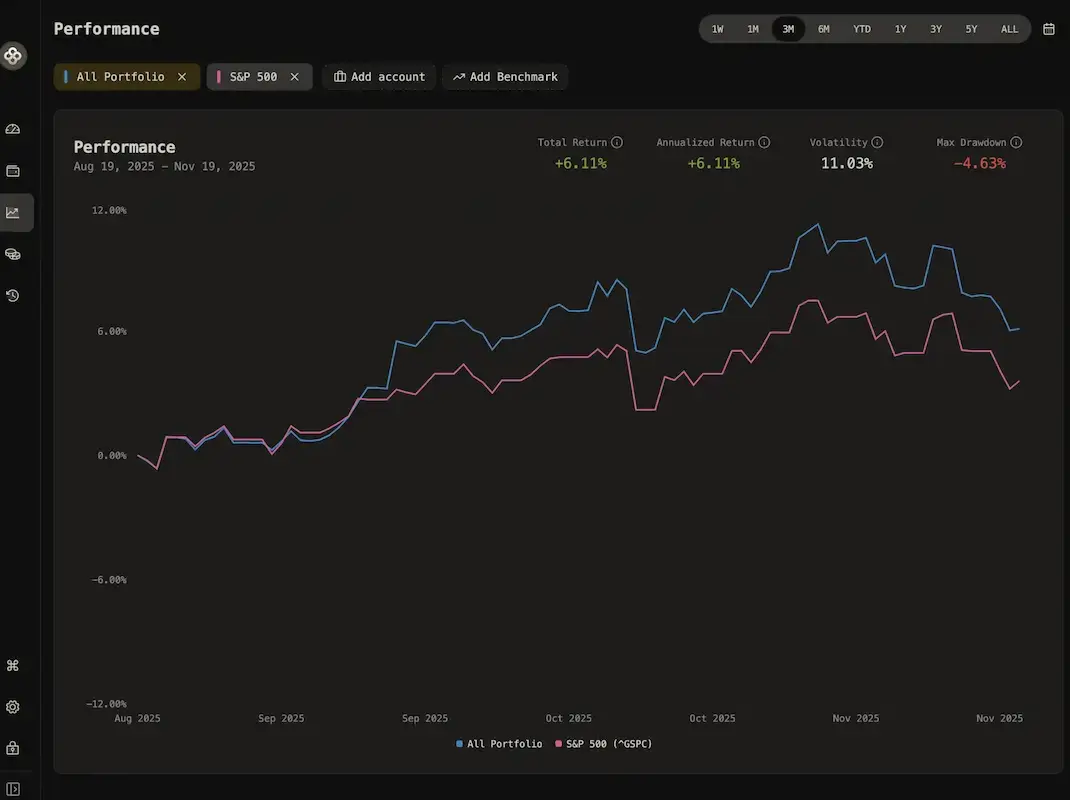 Performance
1W 1M 3M 6M YTD 1Y 3Y 5Y ALL
All Portfolio × S&P 500 × Add account Add Benchmark
Performance
Aug 19, 2025 – Nov 19, 2025
Total Return Annualized Return Volatility Max Drawdown
+6.11% +6.11% 11.03% -4.63%
12.00%
6.00%
0.00%
-6.00%
-12.00%
Aug 2025 Sep 2025 Sep 2025 Oct 2025 Oct 2025 Nov 2025 Nov 2025
All Portfolio S&P 500 (^GSPC)